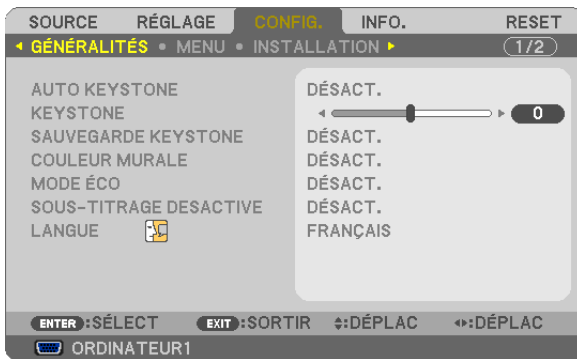 SOURCE RÉGLAGE CONFIG. INFO. RESET
GÉNÉRALITÉS • MENU • INSTALLATION 1/2
AUTO KEYSTONE DÉSACT.
KEYSTONE 0
SAUVEGARDE KEYSTONE DÉSACT.
COULEUR MURALE DÉSACT.
MODE ÉCO DÉSACT.
SOUS-TITRAGE DESACTIVE DÉSACT.
LANGUE FRANÇAIS
ENTER :SÉLECT EXIT :SORTIR :DÉPLAC :DÉPLAC
ORDINATEUR1